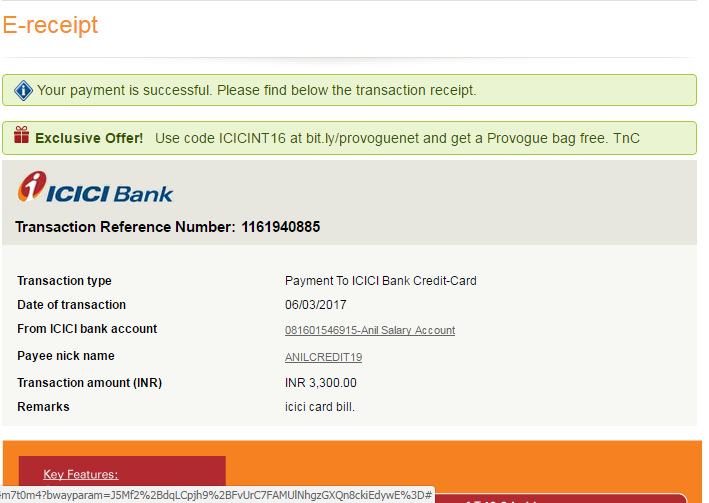 E-receipt
Your payment is successful. Please find below the transaction receipt.
Exclusive Offer! Use code ICICINT16 at bit.ly/provoguenet and get a Provogue bag free. TnC
ICICI Bank
Transaction Reference Number: 1161940885
Transaction type Payment To ICICI Bank Credit-Card
Date of transaction 06/03/2017
From ICICI bank account 081601546915-Anil Salary Account
Payee nick name ANILCREDIT19
Transaction amount (INR) INR 3,300.00
Remarks icici card bill.
Key Features:
m7t0m4?bwayparam=J5Mf2%2BdqLCpjh9%2BFvUrC7FAMUlNhgzGXQn8ckiEdywE%3D#